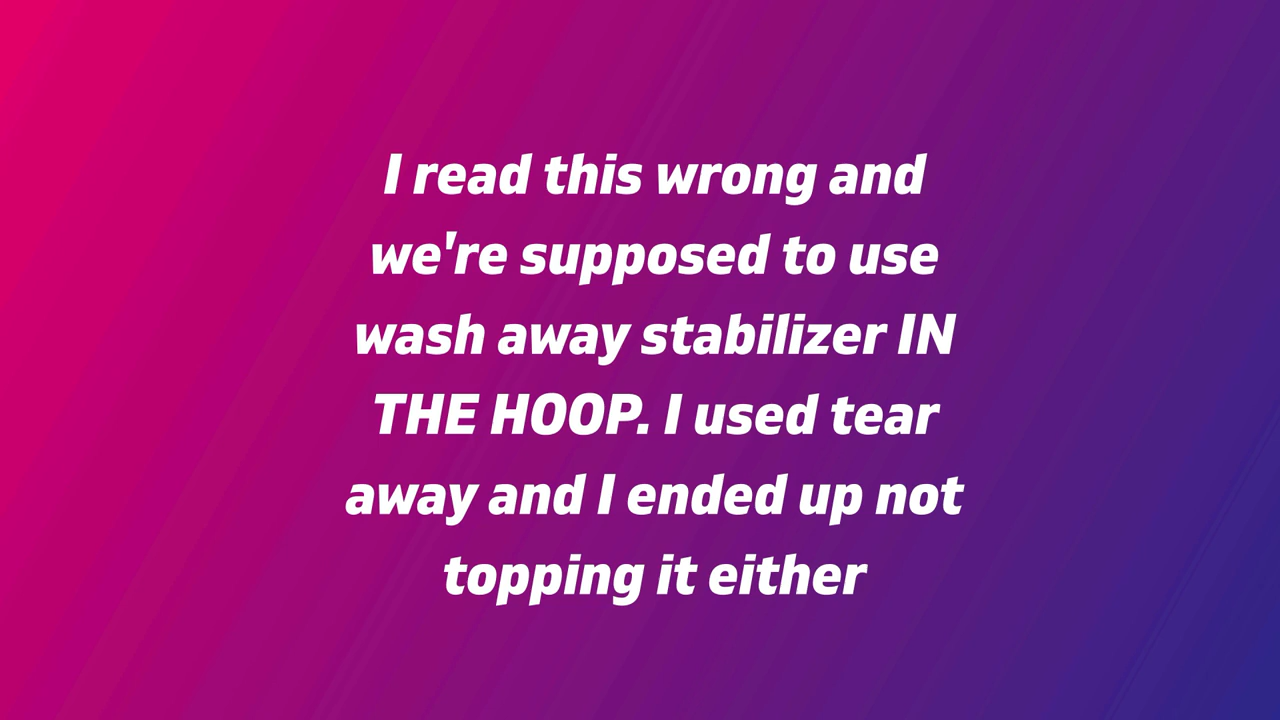 I read this wrong and
we're supposed to use
wash away stabilizer IN
THE HOOP. I used tear
away and I ended up not
topping it either